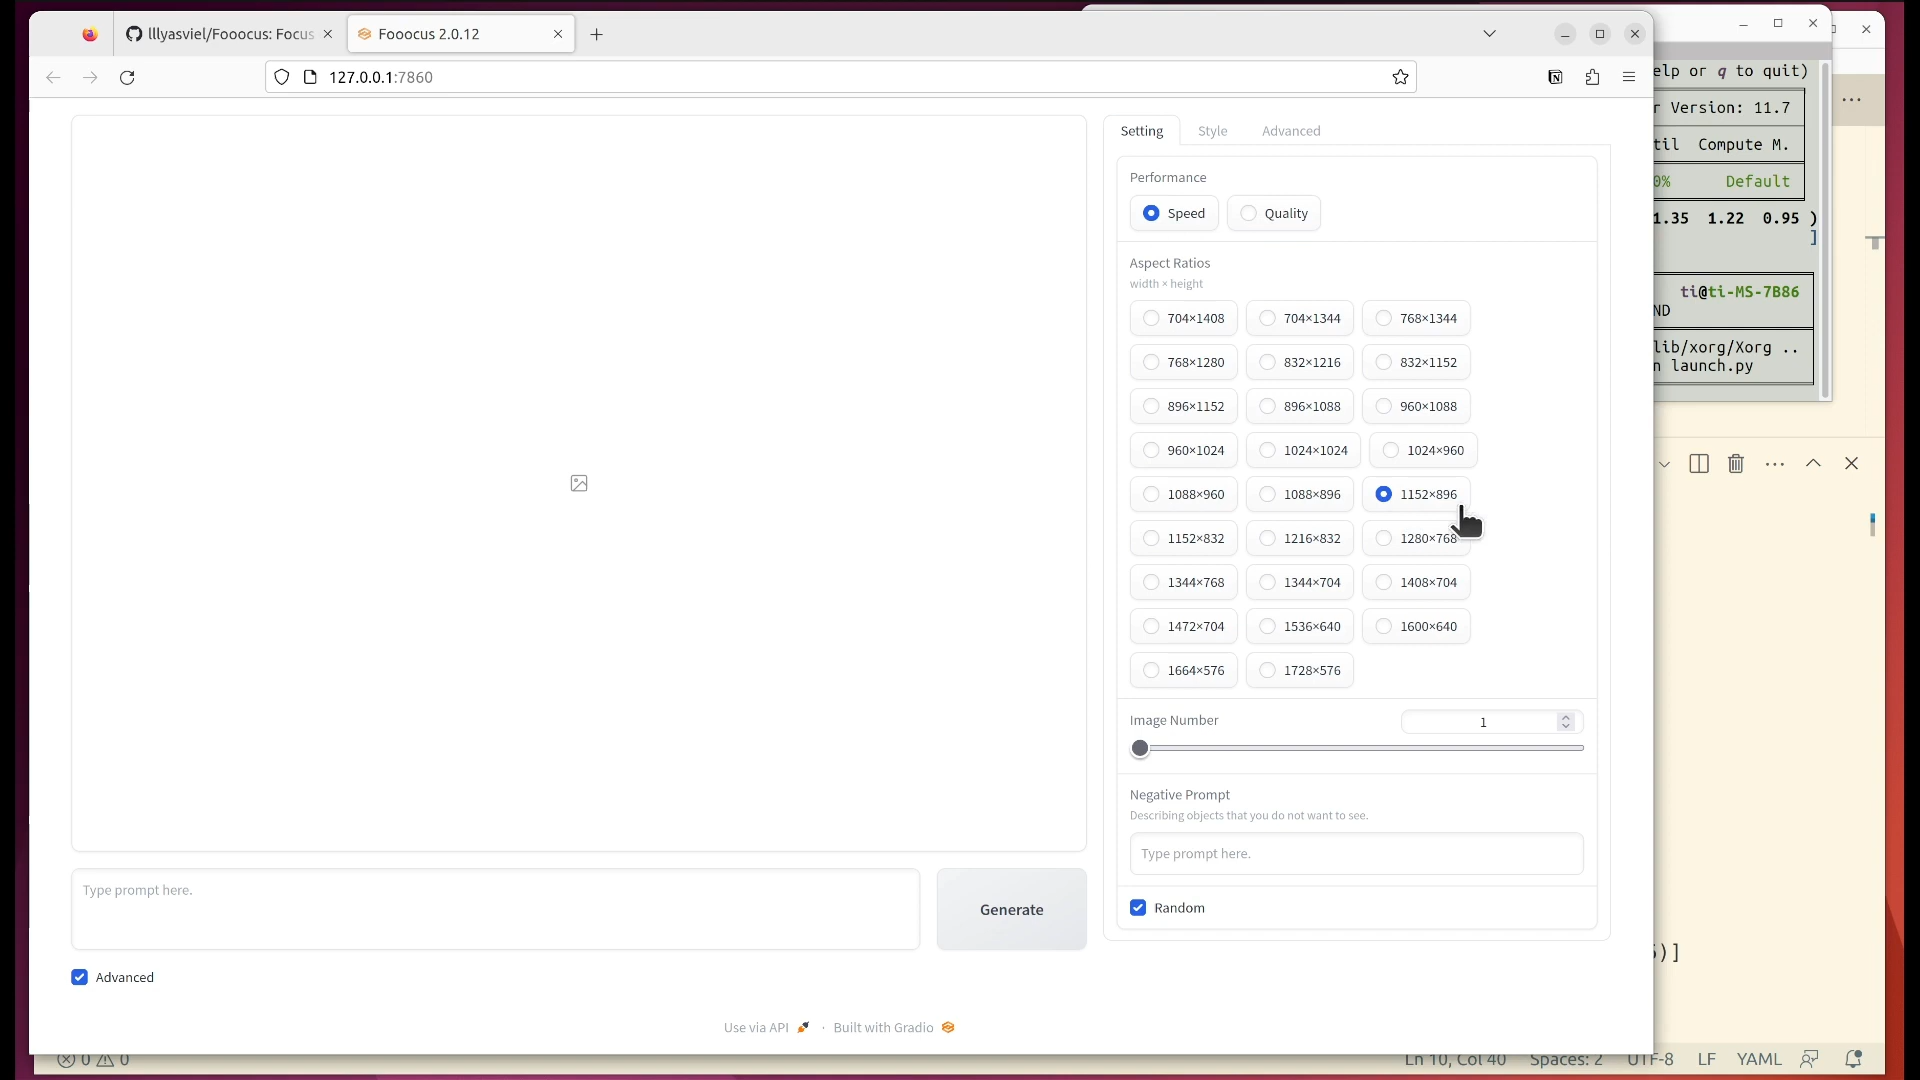 lllyasviel/Fooocus: Focus
Fooocus 2.0.12
127.0.0.1:7860
Setting
Style
Advanced
Performance
Speed
Quality
Aspect Ratios
width × height
704×1408
704×1344
768×1344
768×1280
832×1216
832×1152
896×1152
896×1088
960×1088
960×1024
1024×1024
1024×960
1088×960
1088×896
1152×896
1152×832
1216×832
1280×768
1344×768
1344×704
1408×704
1472×704
1536×640
1600×640
1664×576
1728×576
Image Number
1
Negative Prompt
Describing objects that you do not want to see.
Type prompt here.
Random
Type prompt here.
Generate
Advanced
Use via API
·
Built with Gradio
elp or q to quit)
r Version: 11.7
til Compute M.
0% Default
1.35 1.22 0.95 )
]
ti@ti-MS-7B86
ND
lib/xorg/Xorg ..
n launch.py
)]
0 0
Ln 10, Col 40
Spaces: 2
UTF-8
LF
YAML